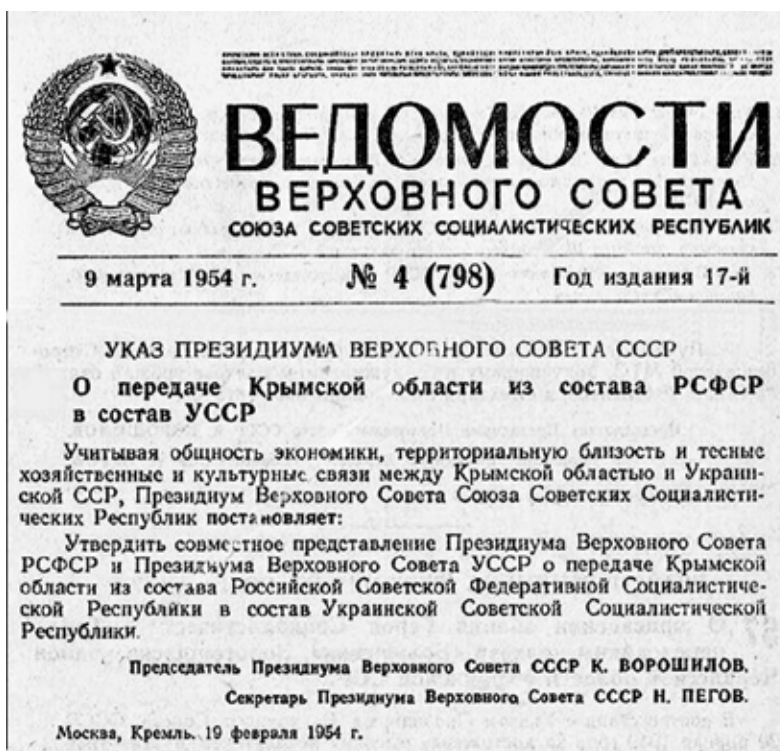 ВЕДОМОСТИ
ВЕРХОВНОГО СОВЕТА
СОЮЗА СОВЕТСКИХ СОЦИАЛИСТИЧЕСКИХ РЕСПУБЛИК
9 марта 1954 г. № 4 (798) Год издания 17-й
УКАЗ ПРЕЗИДИУМА ВЕРХОВНОГО СОВЕТА СССР
О передаче Крымской области из состава РСФСР
в состав УССР
Учитывая общность экономики, территориальную близость и тесные
хозяйственные и культурные связи между Крымской областью и Украин-
ской ССР, Президиум Верховного Совета Союза Советских Социалисти-
ческих Республик постановляет:
Утвердить совместное представление Президиума Верховного Совета
РСФСР и Президиума Верховного Совета УССР о передаче Крымской
области из состава Российской Советской Федеративной Социалистиче-
ской Республики в состав Украинской Советской Социалистической
Республики.
Председатель Президиума Верховного Совета СССР К. ВОРОШИЛОВ.
Секретарь Президиума Верховного Совета СССР Н. ПЕГОВ.
Москва, Кремль. 19 февраля 1954 г.